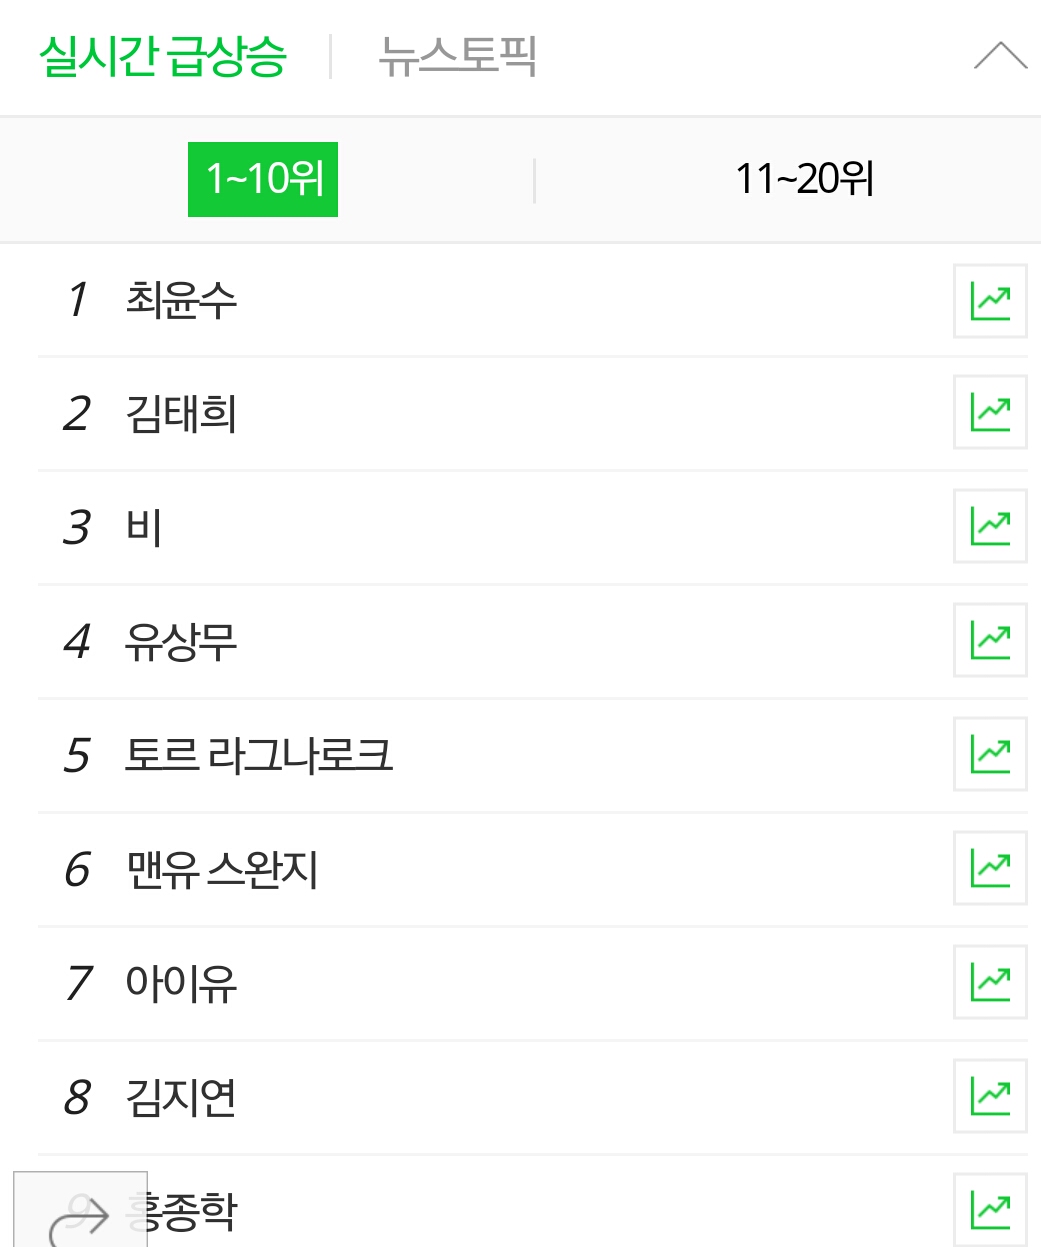 실시간 급상승 뉴스토픽
1~10위 11~20위
1 최윤수
2 김태희
3 비
4 유상무
5 토르 라그나로크
6 맨유 스완지
7 아이유
8 김지연
9 홍종학